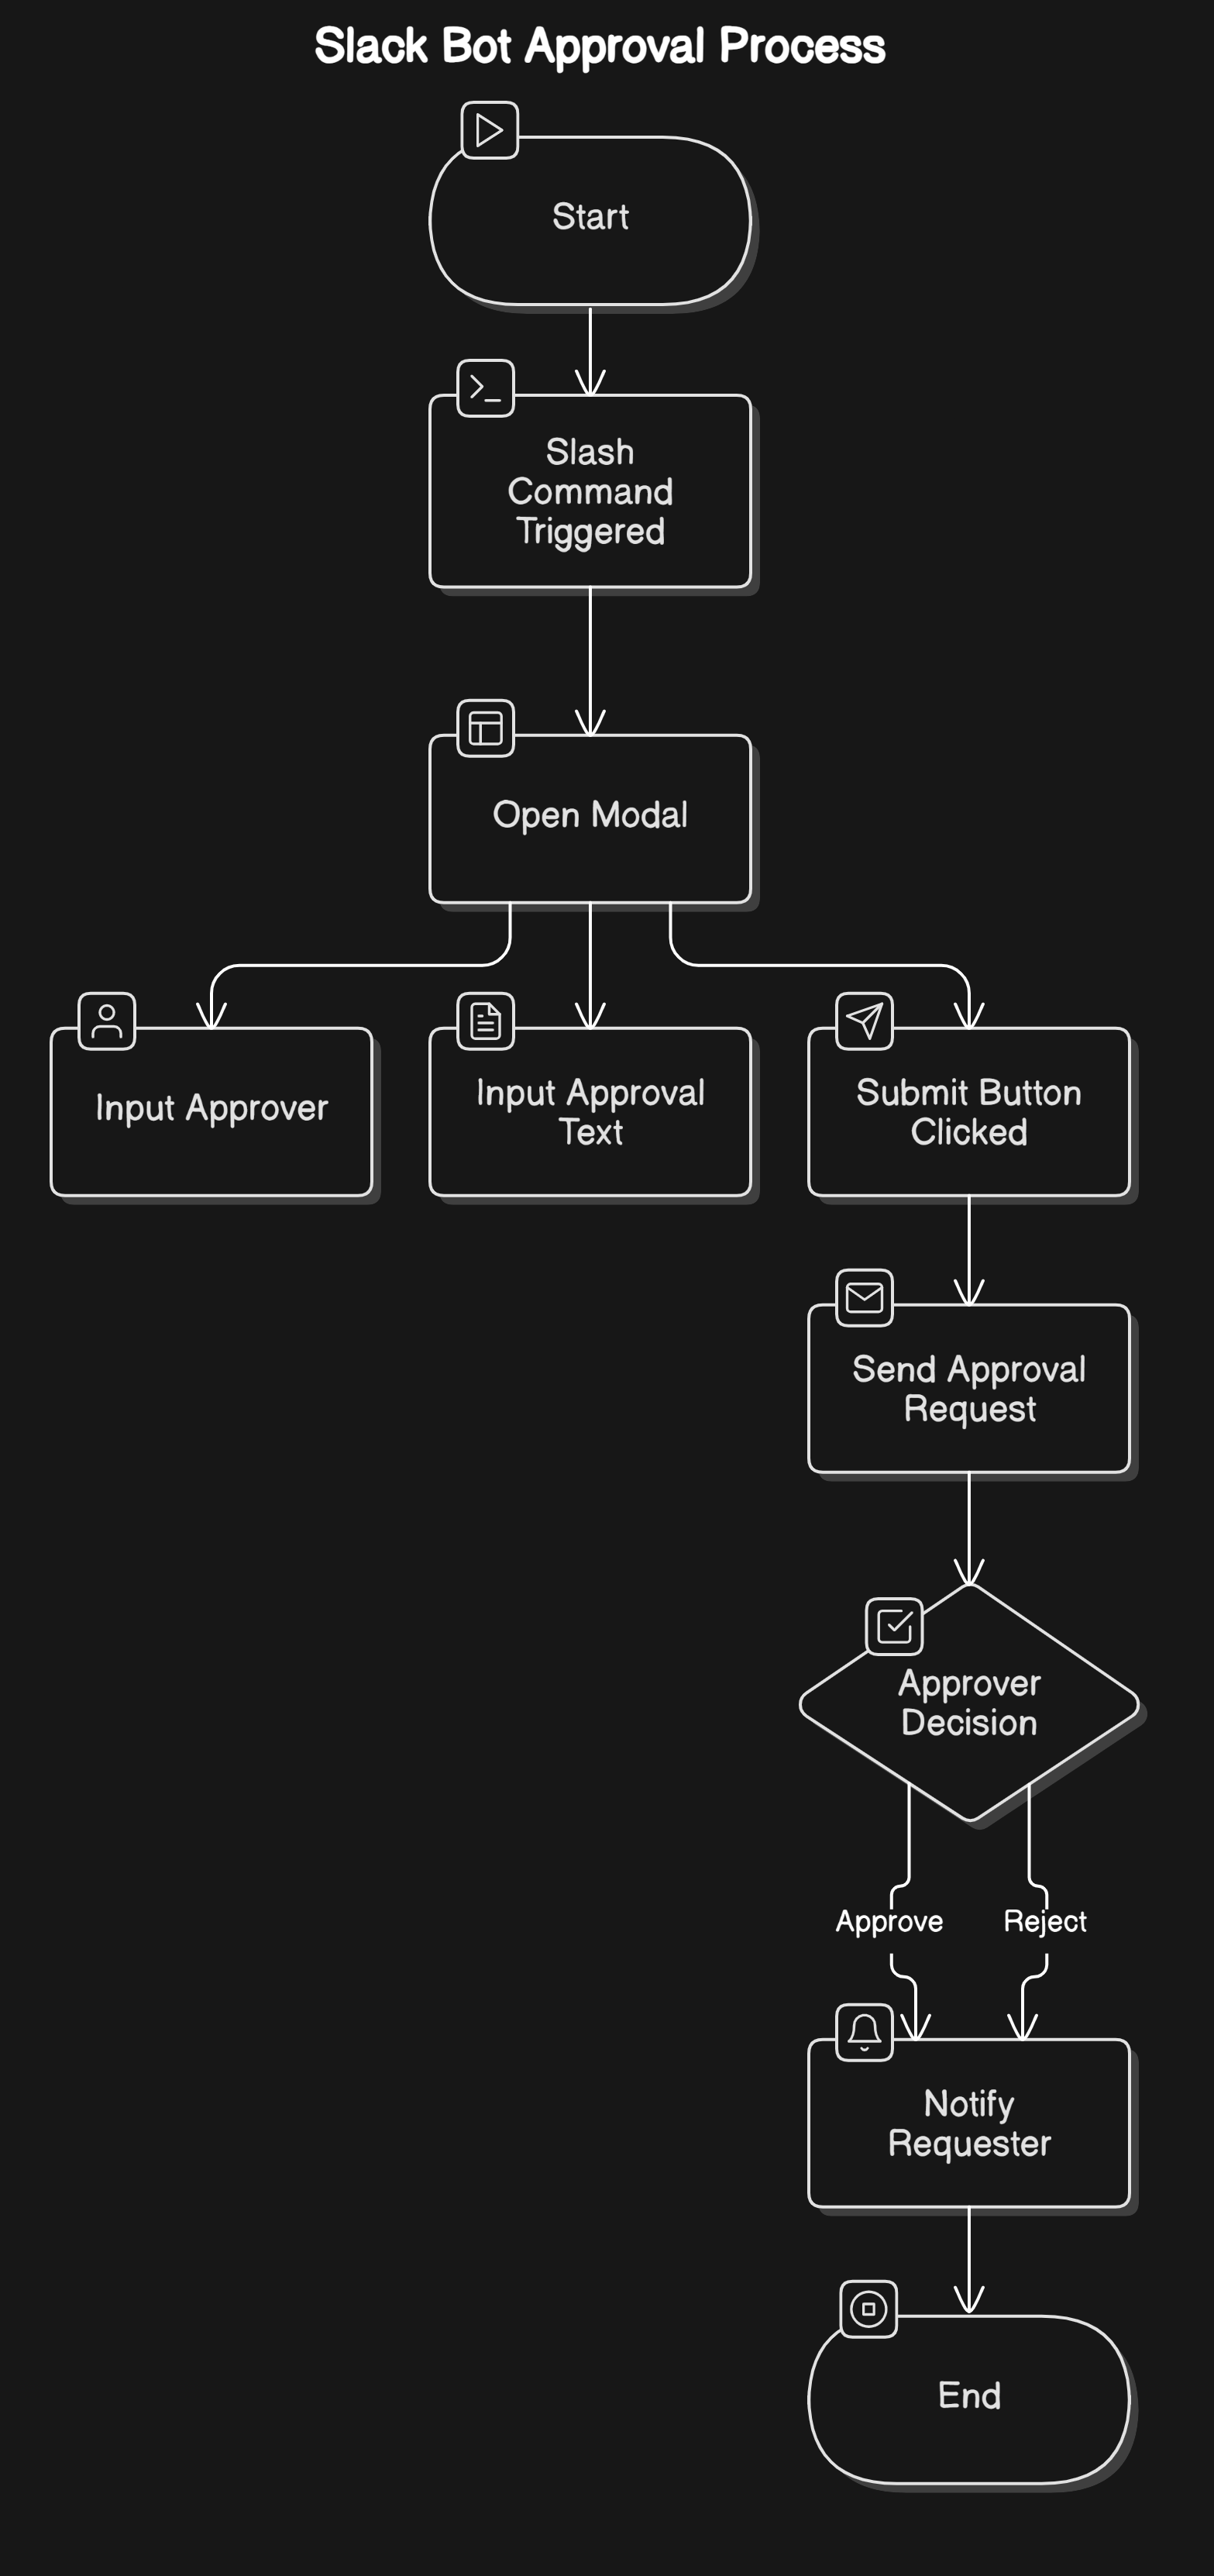 Slack Bot Approval Process
Start
Slash
Command
Triggered
Open Modal
Input Approver
Input Approval
Text
Submit Button
Clicked
Send Approval
Request
Approver
Decision
Approve
Reject
Notify
Requester
End